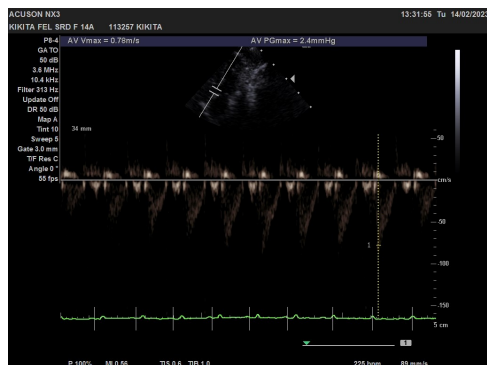 ACUSON NX3 13:31:55 Tu 14/02/2023
KIKITA FEL SRD F 14A 113257 KIKITA
P8-4 AV Vmax = 0.78m/s AV PGmax = 2.4mmHg
GA TO
50 dB
3.6 MHz
10.4 kHz
Filter 313 Hz
Update Off
DR 50 dB
Map A
Tint 10
34 mm
Sweep 5
50
Gate 3.0 mm
T/F Res C
Angle 0 °
cm/s
55 fps
-50
1
-100
-150
5 cm
1
P 100% MI 0.56 TIS 0.6 TIB 1.0 225 bpm 89 mm/s